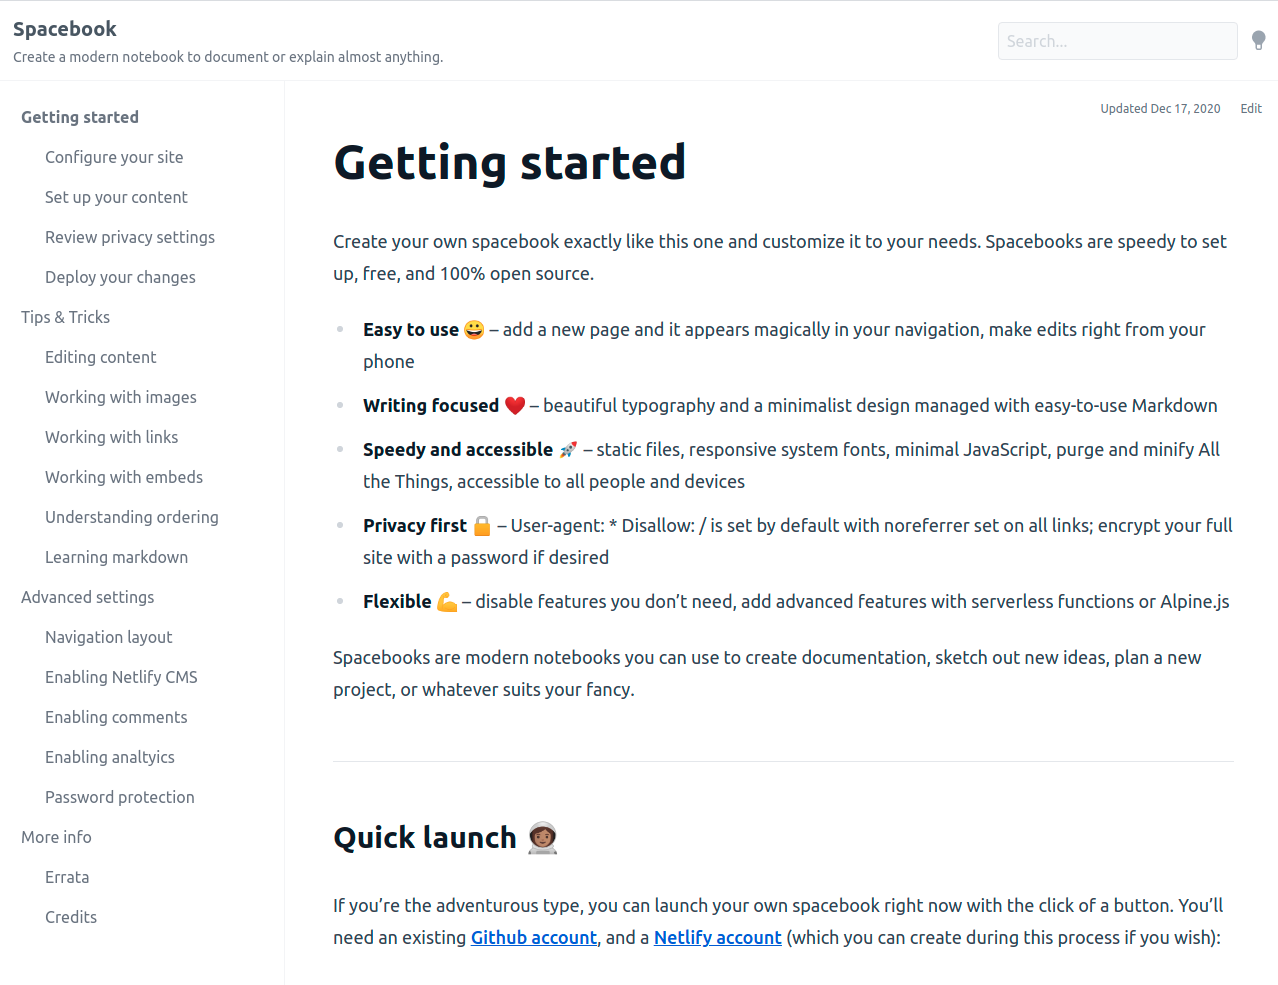 Spacebook
Create a modern notebook to document or explain almost anything.
Search...
Getting started
Configure your site
Set up your content
Review privacy settings
Deploy your changes
Tips & Tricks
Editing content
Working with images
Working with links
Working with embeds
Understanding ordering
Learning markdown
Advanced settings
Navigation layout
Enabling Netlify CMS
Enabling comments
Enabling analtyics
Password protection
More info
Errata
Credits
Updated Dec 17, 2020 Edit
Getting started
Create your own spacebook exactly like this one and customize it to your needs. Spacebooks are speedy to set
up, free, and 100% open source.
Easy to use 😀 – add a new page and it appears magically in your navigation, make edits right from your
phone
Writing focused ❤️ – beautiful typography and a minimalist design managed with easy-to-use Markdown
Speedy and accessible 🚀 – static files, responsive system fonts, minimal JavaScript, purge and minify All
the Things, accessible to all people and devices
Privacy first 🔒 – User-agent: * Disallow: / is set by default with noreferrer set on all links; encrypt your full
site with a password if desired
Flexible 💪 – disable features you don’t need, add advanced features with serverless functions or Alpine.js
Spacebooks are modern notebooks you can use to create documentation, sketch out new ideas, plan a new
project, or whatever suits your fancy.
Quick launch 👩🏽‍🚀
If you’re the adventurous type, you can launch your own spacebook right now with the click of a button. You’ll
need an existing Github account, and a Netlify account (which you can create during this process if you wish):